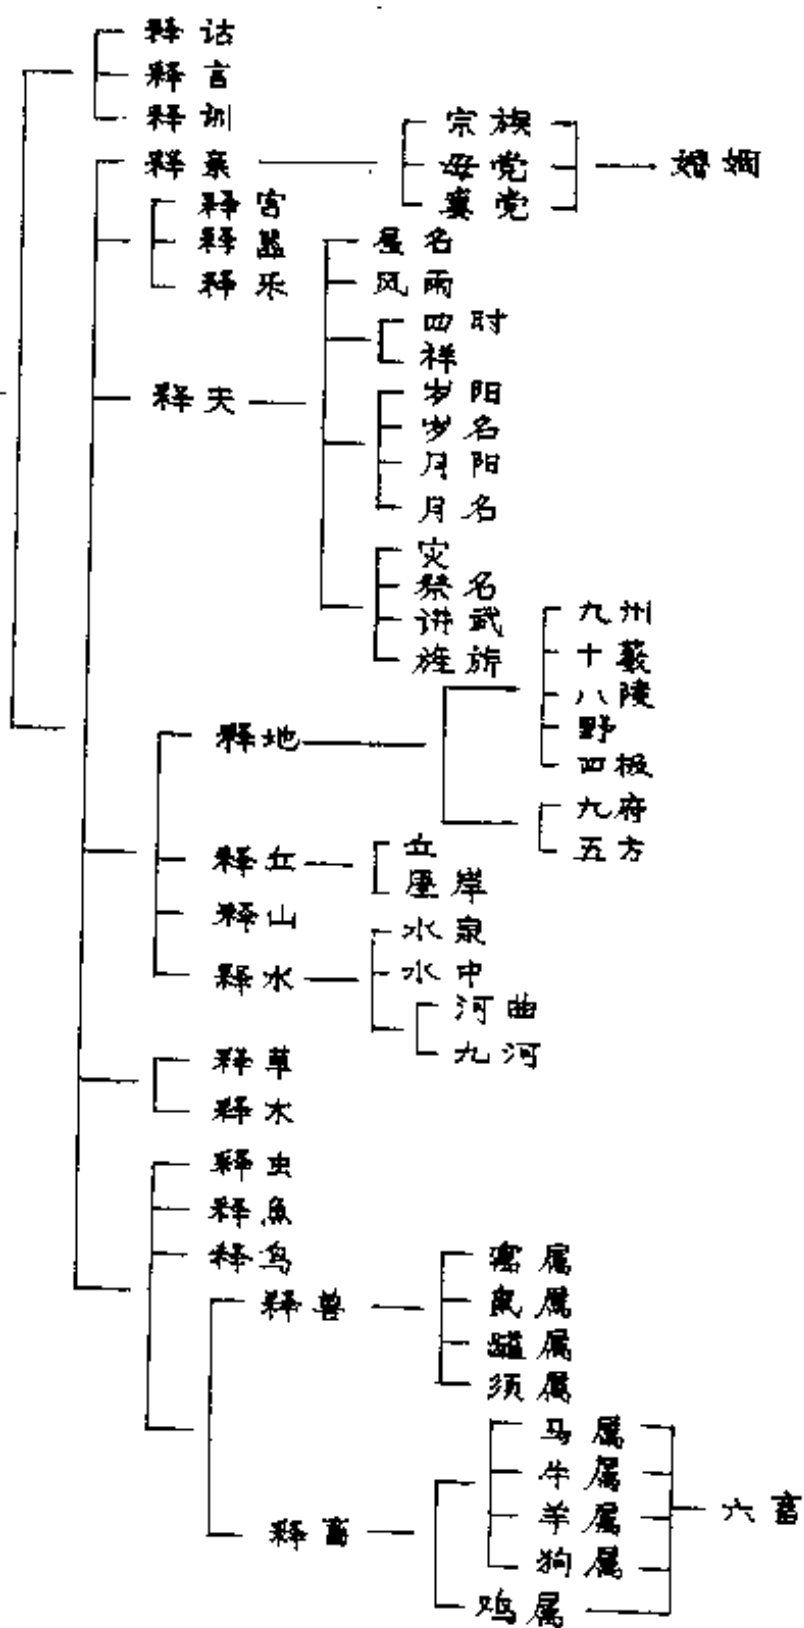 释诂
释言
释训
释亲
宗族
母党
妻党
婚姻
释宫
释器
释乐
释天
星名
风雨
四时
祥
岁阳
岁名
月阳
月名
灾
祭名
讲武
旌旂
释地
九州
十薮
八陵
野
四极
九府
五方
释丘
丘
厓岸
释山
释水
水泉
水中
河曲
九河
释草
释木
释虫
释鱼
释鸟
释兽
寓属
鼠属
齸属
须属
释畜
马属
牛属
羊属
狗属
鸡属
六畜